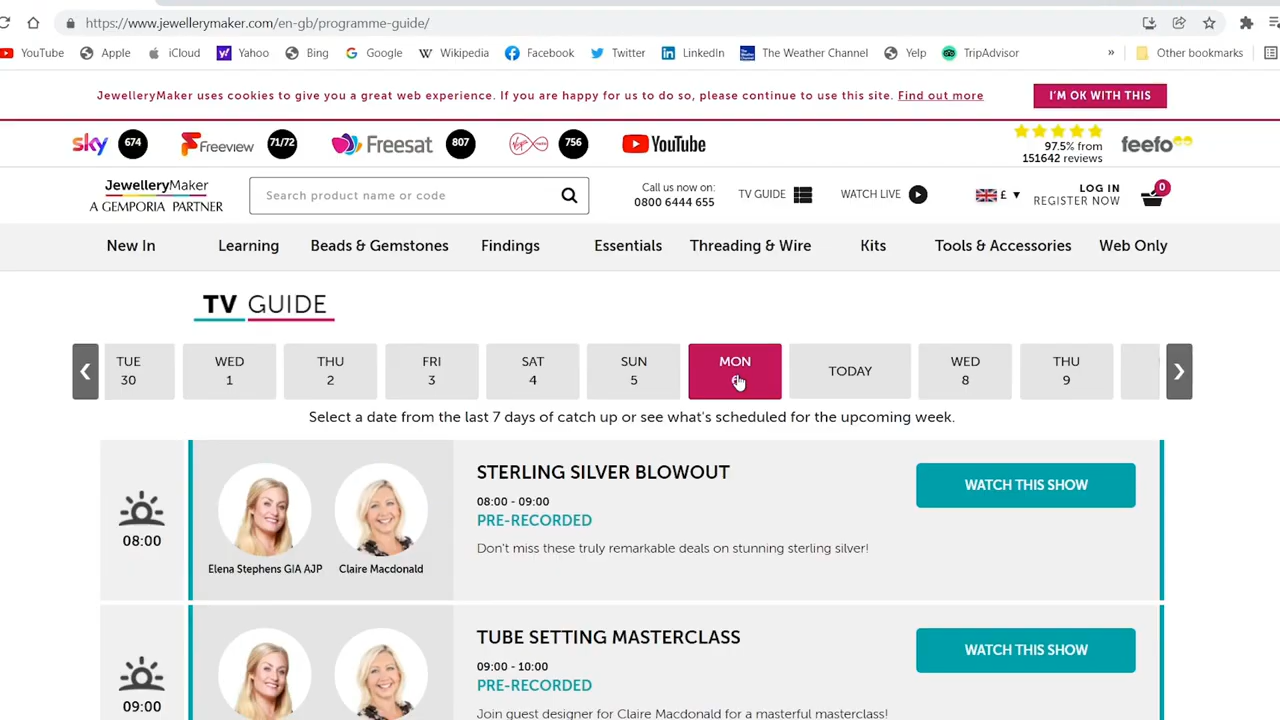 https://www.jewellerymaker.com/en-gb/programme-guide/
YouTube Apple iCloud Yahoo Bing Google Wikipedia Facebook Twitter LinkedIn The Weather Channel Yelp TripAdvisor » Other bookmarks
JewelleryMaker uses cookies to give you a great web experience. If you are happy for us to do so, please continue to use this site. Find out more I'M OK WITH THIS
sky 674 Freeview 71/72 Freesat 807 756 YouTube 97.5% from feefo
151642 reviews
JewelleryMaker
A GEMPORIA PARTNER
Search product name or code
Call us now on:
0800 6444 655
TV GUIDE WATCH LIVE £ LOG IN 0
REGISTER NOW
New In Learning Beads & Gemstones Findings Essentials Threading & Wire Kits Tools & Accessories Web Only
TV GUIDE
TUE WED THU FRI SAT SUN MON TODAY WED THU
30 1 2 3 4 5 8 9
Select a date from the last 7 days of catch up or see what's scheduled for the upcoming week.
08:00
Elena Stephens GIA AJP Claire Macdonald
STERLING SILVER BLOWOUT
08:00 - 09:00
PRE-RECORDED
Don't miss these truly remarkable deals on stunning sterling silver!
WATCH THIS SHOW
09:00
TUBE SETTING MASTERCLASS
09:00 - 10:00
PRE-RECORDED
Join guest designer for Claire Macdonald for a masterful masterclass!
WATCH THIS SHOW